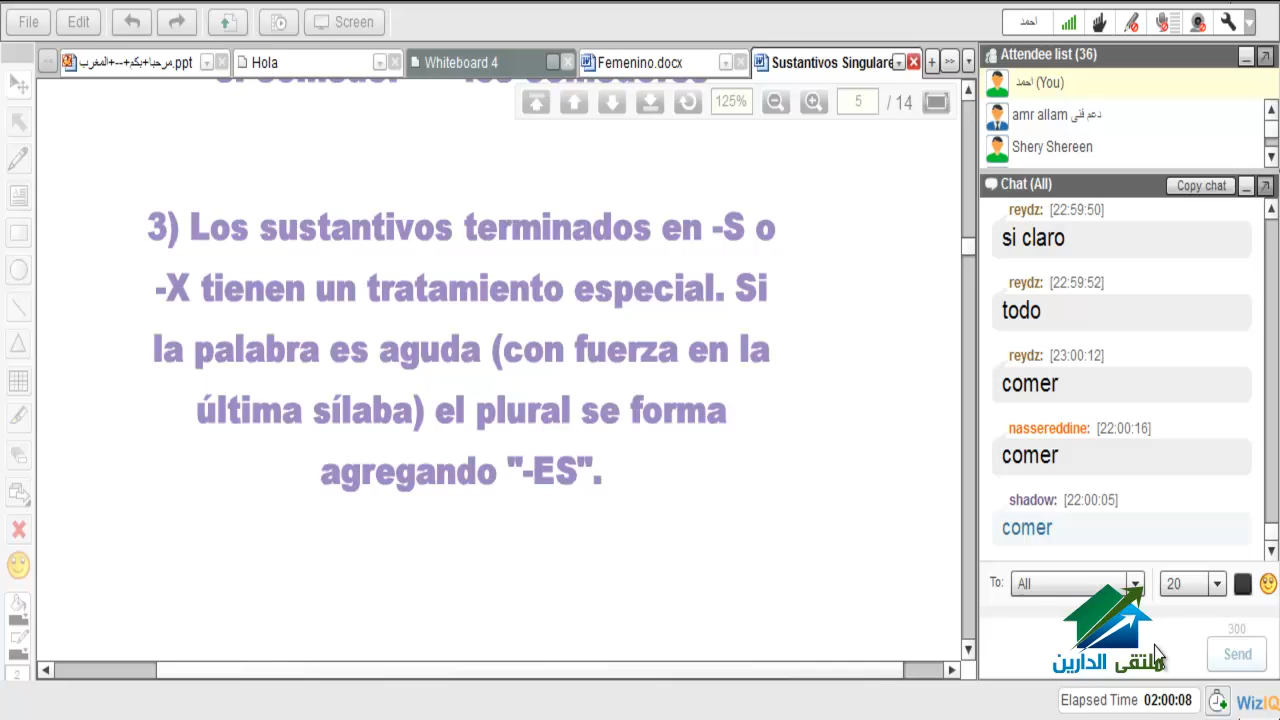 File
Edit
Screen
احمد
مرحبا+بكم+--+المغرب.ppt
Hola
Whiteboard 4
Femenino.docx
Sustantivos Singulare
125%
5
/ 14
3) Los sustantivos terminados en -S o
-X tienen un tratamiento especial. Si
la palabra es aguda (con fuerza en la
última sílaba) el plural se forma
agregando "-ES".
2
Attendee list (36)
احمد (You)
amr allam دعم فنى
Shery Shereen
Chat (All)
Copy chat
reydz: [22:59:50]
si claro
reydz: [22:59:52]
todo
reydz: [23:00:12]
comer
nassereddine: [22:00:16]
comer
shadow: [22:00:05]
comer
To:
All
20
300
Send
ملتقى الدارين
Elapsed Time 02:00:08
WizIQ